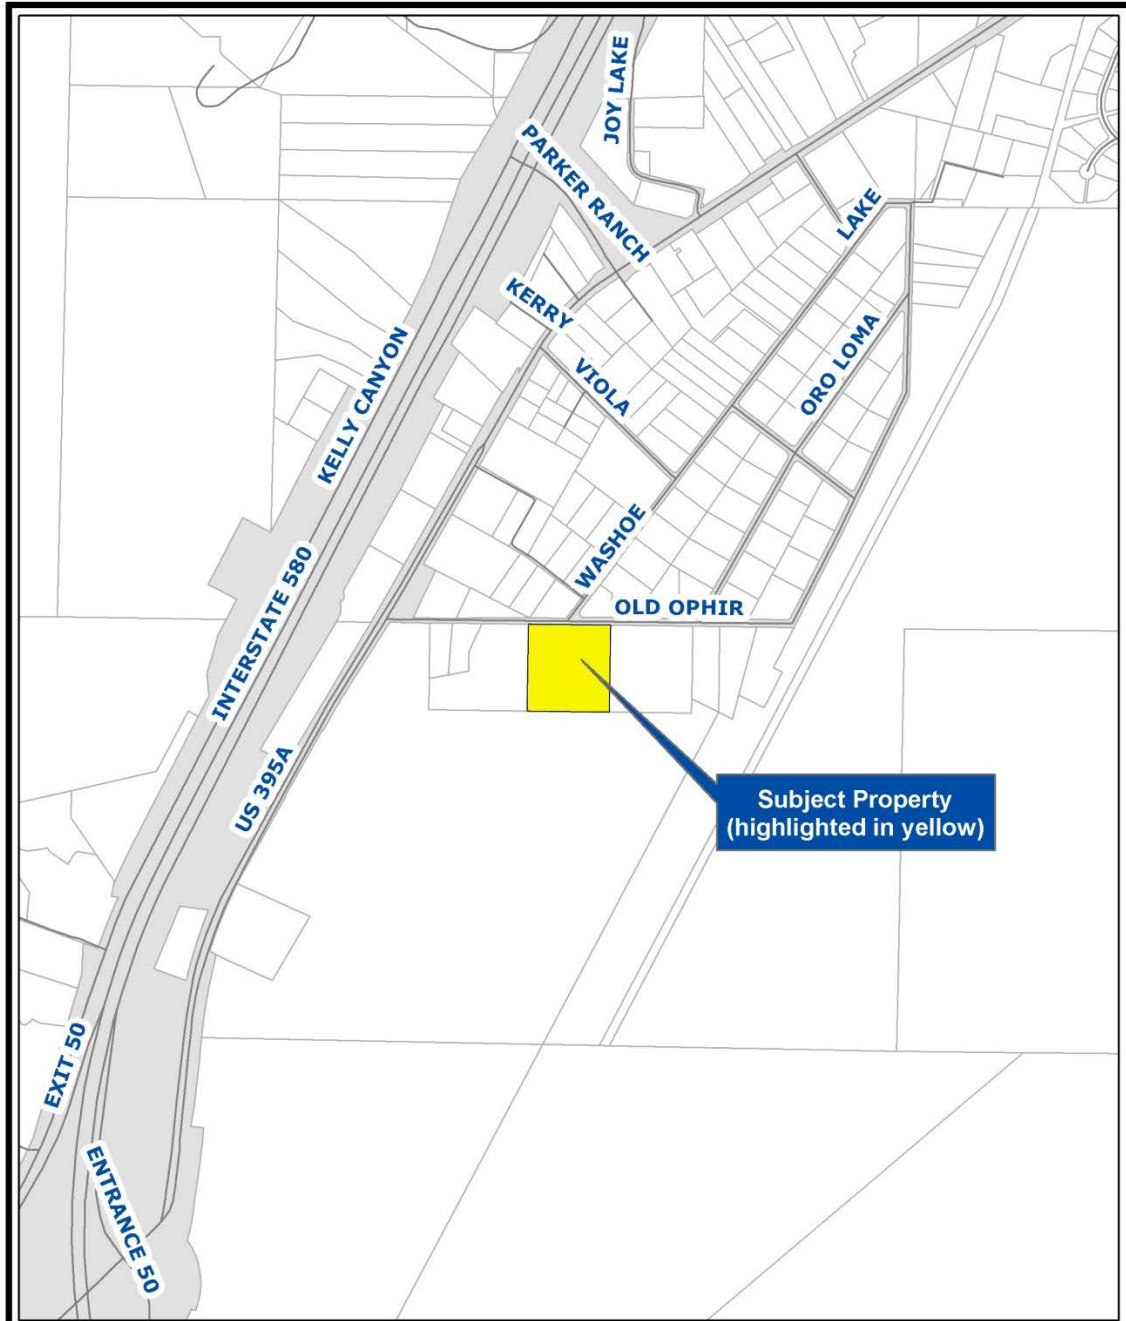 JOY LAKE
PARKER RANCH
LAKE
KERRY
VIOLA
ORO LOMA
KELLY CANYON
WASHOE
OLD OPHIR
INTERSTATE 580
US 395A
Subject Property
(highlighted in yellow)
EXIT 50
ENTRANCE 50